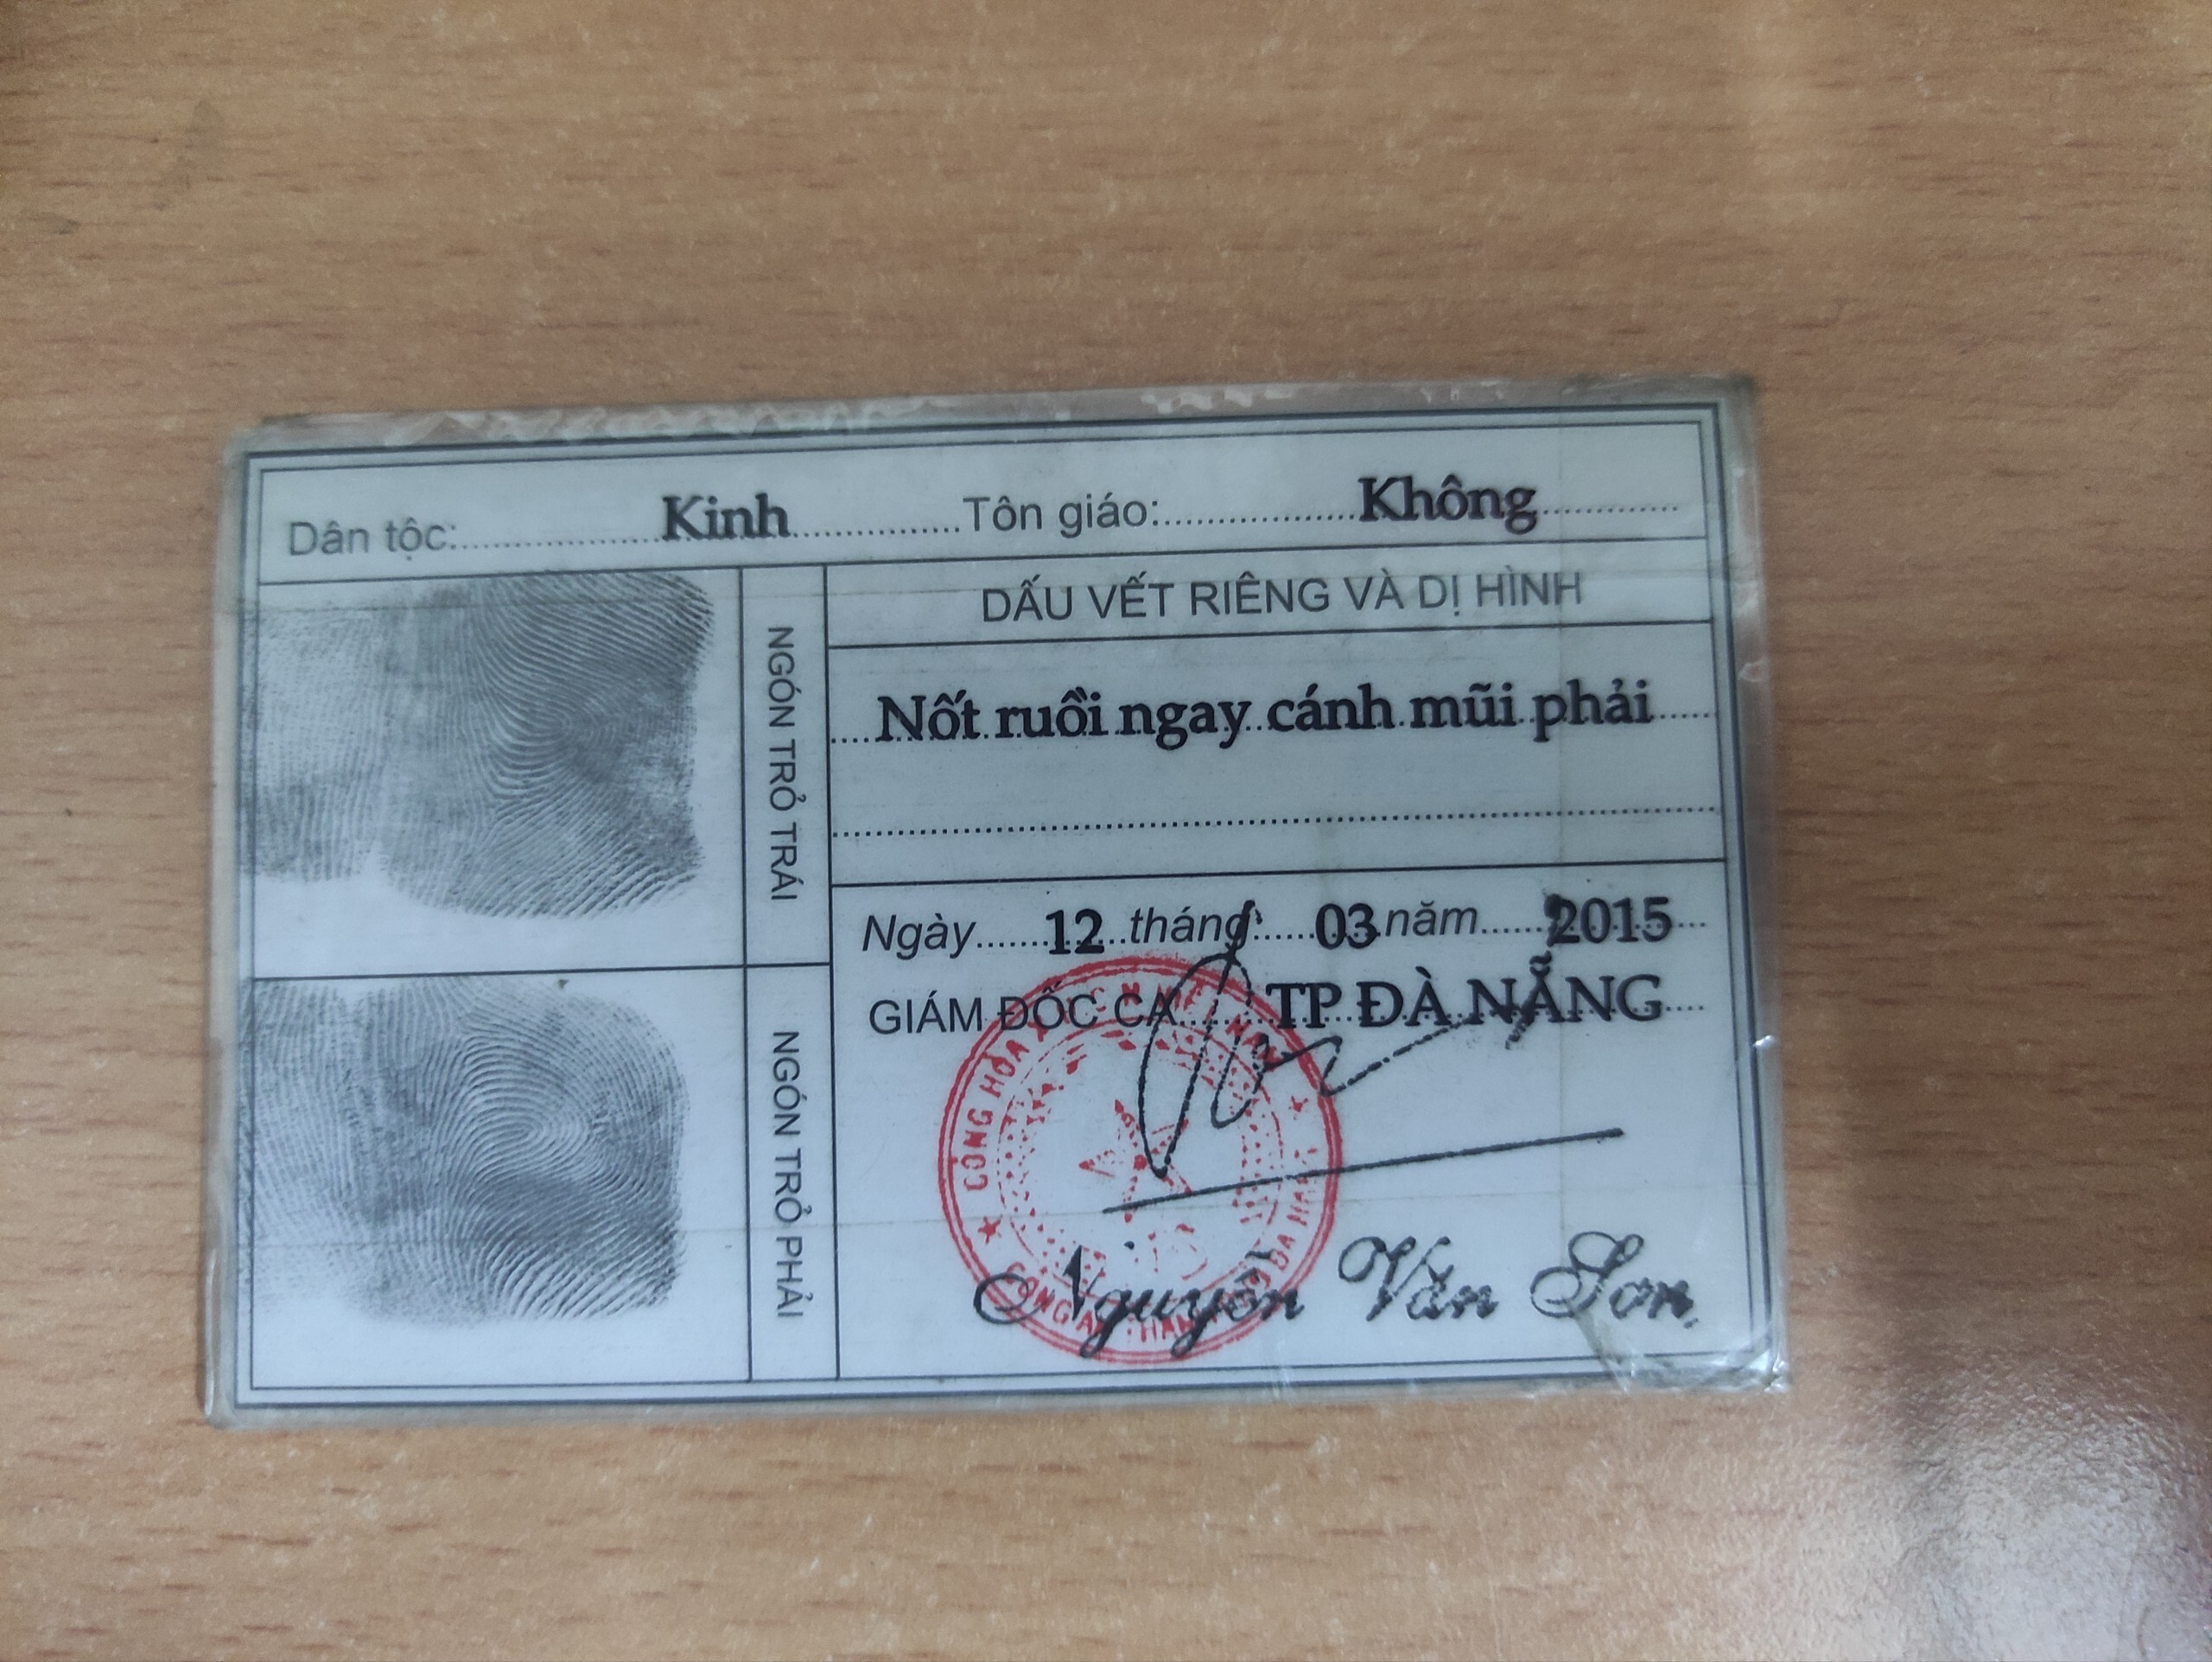 Dân tộc: Kinh Tôn giáo: Không
NGÓN TRỎ TRÁI
NGÓN TRỎ PHẢI
DẤU VẾT RIÊNG VÀ DỊ HÌNH
Nốt ruồi ngay cánh mũi phải
Ngày 12 tháng 03 năm 2015
GIÁM ĐỐC CA TP ĐÀ NẴNG
CỘNG HÒA
Nguyễn Văn Sơn